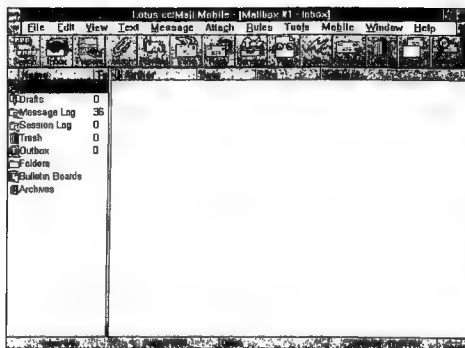 Lotus cc:Mail Mobile - [Mailbox #1 - Inbox]
File Edit View Text Message Attach Rules Tools Mobile Window Help
Name
Drafts 0
Message Log 36
Session Log 0
Trash 0
Outbox 0
Folders
Bulletin Boards
Archives